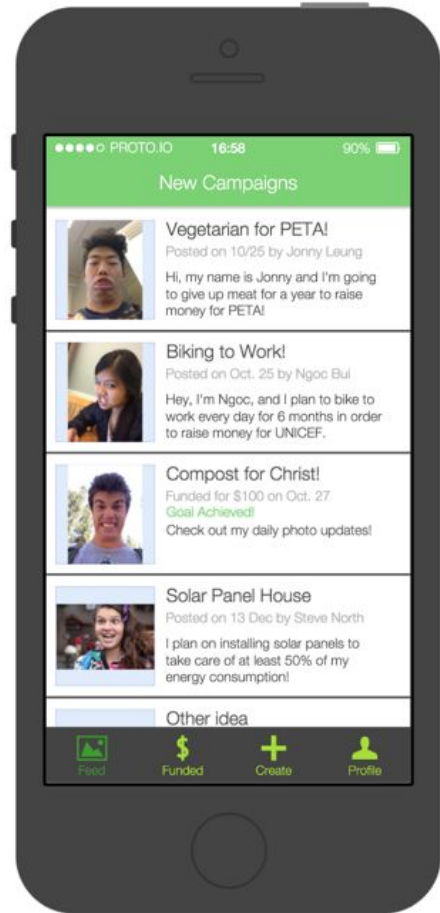 PROTO.IO 16:58 90%
New Campaigns
Vegetarian for PETA!
Posted on 10/25 by Jonny Leung
Hi, my name is Jonny and I'm going
to give up meat for a year to raise
money for PETA!
Biking to Work!
Posted on Oct. 25 by Ngoc Bui
Hey, I'm Ngoc, and I plan to bike to
work every day for 6 months in order
to raise money for UNICEF.
Compost for Christ!
Funded for $100 on Oct. 27
Goal Achieved!
Check out my daily photo updates!
Solar Panel House
Posted on 13 Dec by Steve North
I plan on installing solar panels to
take care of at least 50% of my
energy consumption!
Other idea
Feed Funded Create Profile